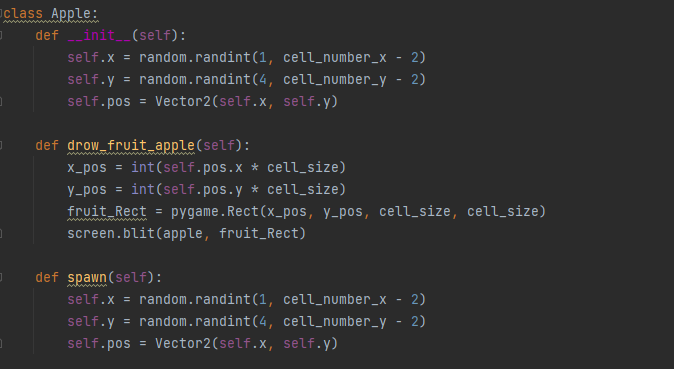 class Apple:
    def __init__(self):
        self.x = random.randint(1, cell_number_x - 2)
        self.y = random.randint(4, cell_number_y - 2)
        self.pos = Vector2(self.x, self.y)
    def drow_fruit_apple(self):
        x_pos = int(self.pos.x * cell_size)
        y_pos = int(self.pos.y * cell_size)
        fruit_Rect = pygame.Rect(x_pos, y_pos, cell_size, cell_size)
        screen.blit(apple, fruit_Rect)
    def spawn(self):
        self.x = random.randint(1, cell_number_x - 2)
        self.y = random.randint(4, cell_number_y - 2)
        self.pos = Vector2(self.x, self.y)